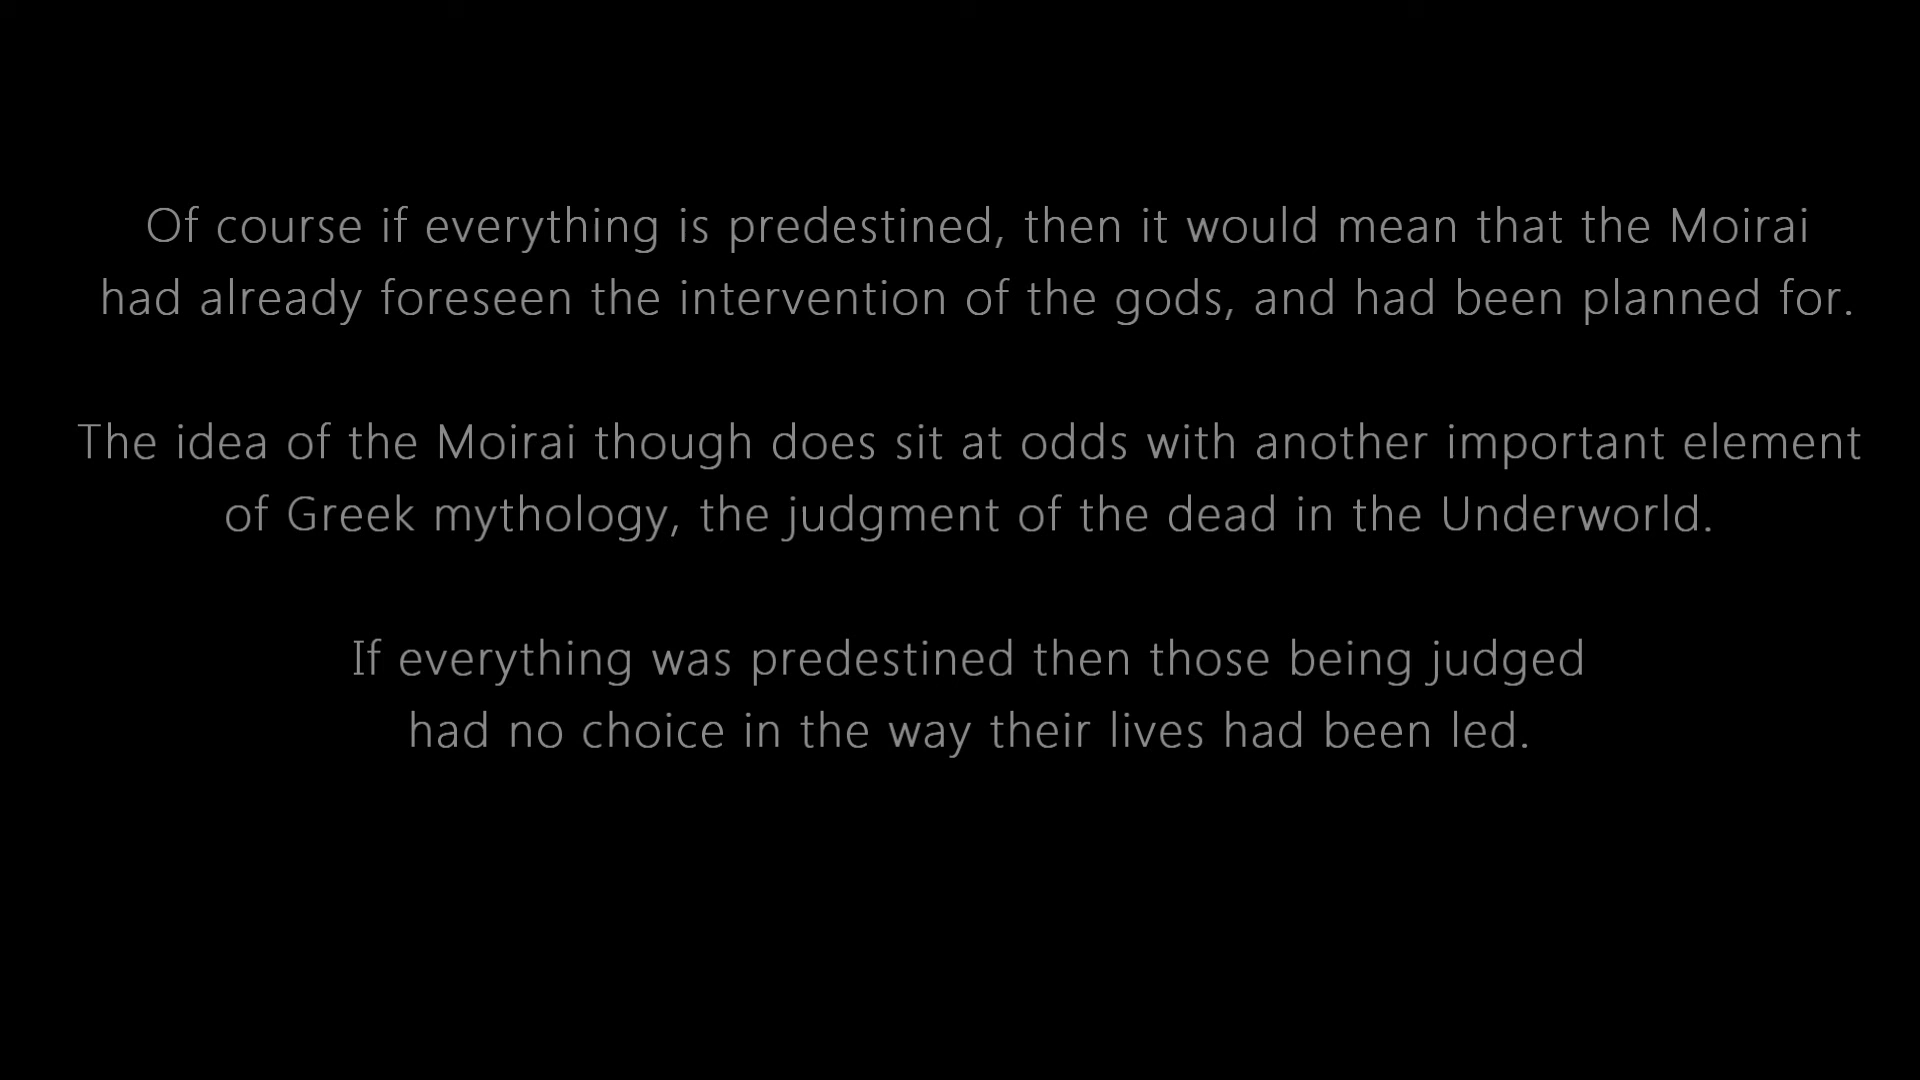 Of course if everything is predestined, then it would mean that the Moirai
had already foreseen the intervention of the gods, and had been planned for.
The idea of the Moirai though does sit at odds with another important element
of Greek mythology, the judgment of the dead in the Underworld.
If everything was predestined then those being judged
had no choice in the way their lives had been led.